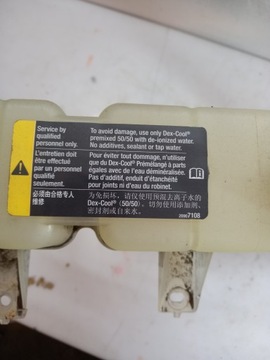 Service by
qualified
personnel only.
To avoid damage, use only Dex-Cool®
premixed 50/50 with de-ionized water.
No additives, sealant or tap water.
L'entretien doit
être effectué
par un personnel
qualifié
seulement.
Pour éviter tout dommage, n'utiliser
que du Dex-Cool® Prémélangé à parts
égales avec de l'eau déminéralisée.
Pas d'additif, enduit d'étanchéité
pour joints ni d'eau du robinet.
必须由合格专人
维修
为免损坏, 请仅使用预混去离子水的
Dex-Cool® (50/50)。切勿使用添加剂、
密封剂或自来水。
7108